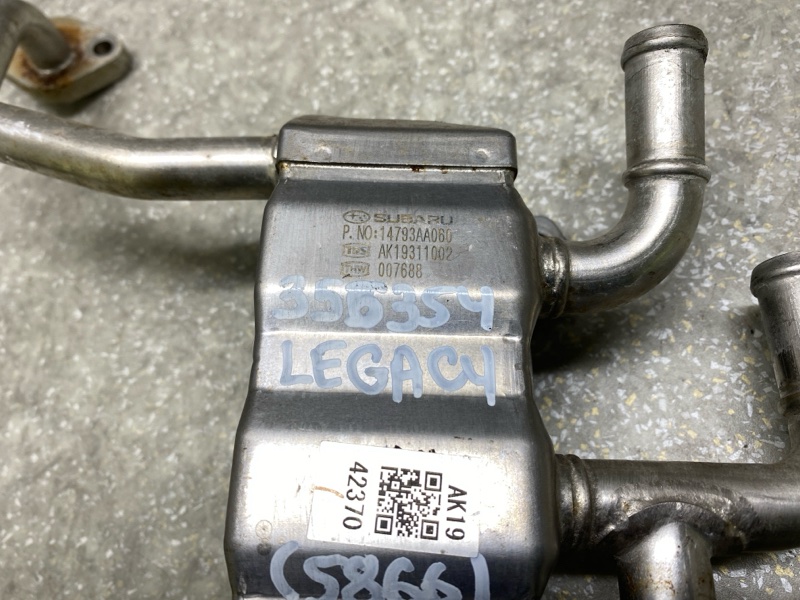 SUBARU
P. NO:14793AA060
AK19311002
007688
35B354
LEGACY
AK19
42370
(5866)